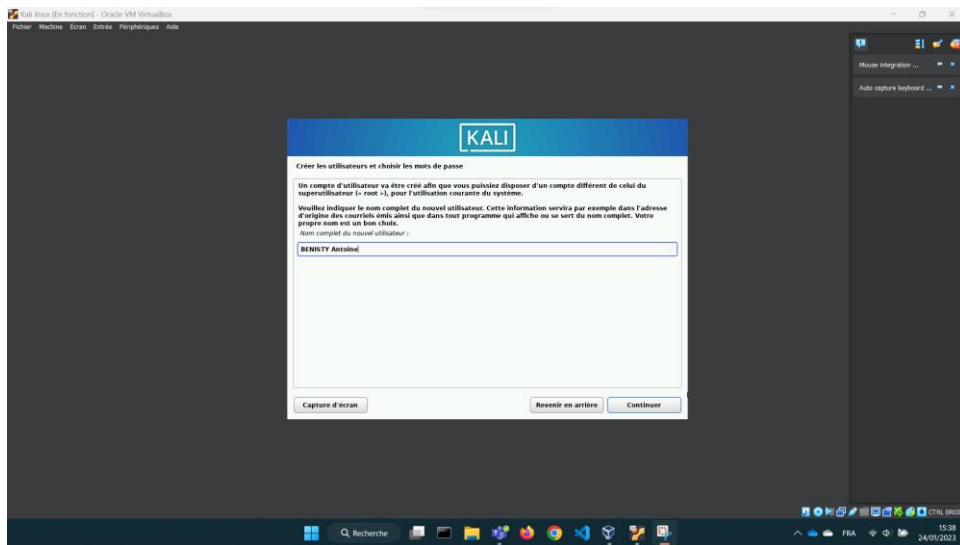 Kali linux [En fonction] - Oracle VM VirtualBox
Fichier Machine Écran Entrée Périphériques Aide
Mouse integration ...
Auto capture keyboard ...
KALI
Créer les utilisateurs et choisir les mots de passe
Un compte d'utilisateur va être créé afin que vous puissiez disposer d'un compte différent de celui du
superutilisateur (« root »), pour l'utilisation courante du système.
Veuillez indiquer le nom complet du nouvel utilisateur. Cette information servira par exemple dans l'adresse
d'origine des courriels émis ainsi que dans tout programme qui affiche ou se sert du nom complet. Votre
propre nom est un bon choix.
Nom complet du nouvel utilisateur :
BENISTY Antoine
Capture d'écran
Revenir en arrière
Continuer
CTRL DROI
Recherche
FRA
15:38
24/01/2023